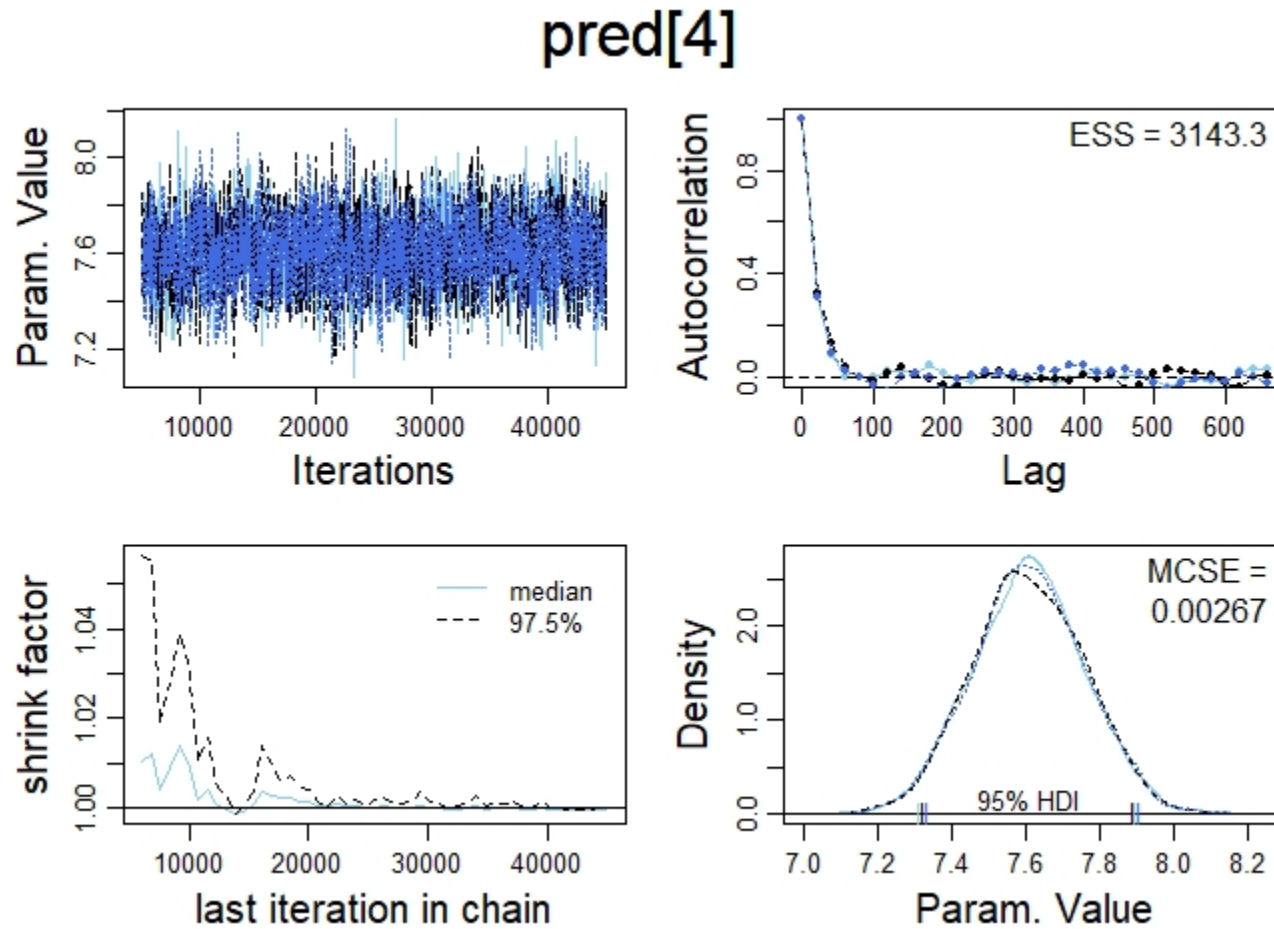 pred[4]
Param. Value
8.0
7.6
7.2
10000 20000 30000 40000
Iterations
Autocorrelation
0.8
0.4
0.0
ESS = 3143.3
0 100 200 300 400 500 600
Lag
shrink factor
1.04
1.02
1.00
median
97.5%
10000 20000 30000 40000
last iteration in chain
Density
2.0
1.0
0.0
MCSE =
0.00267
95% HDI
7.0 7.2 7.4 7.6 7.8 8.0 8.2
Param. Value